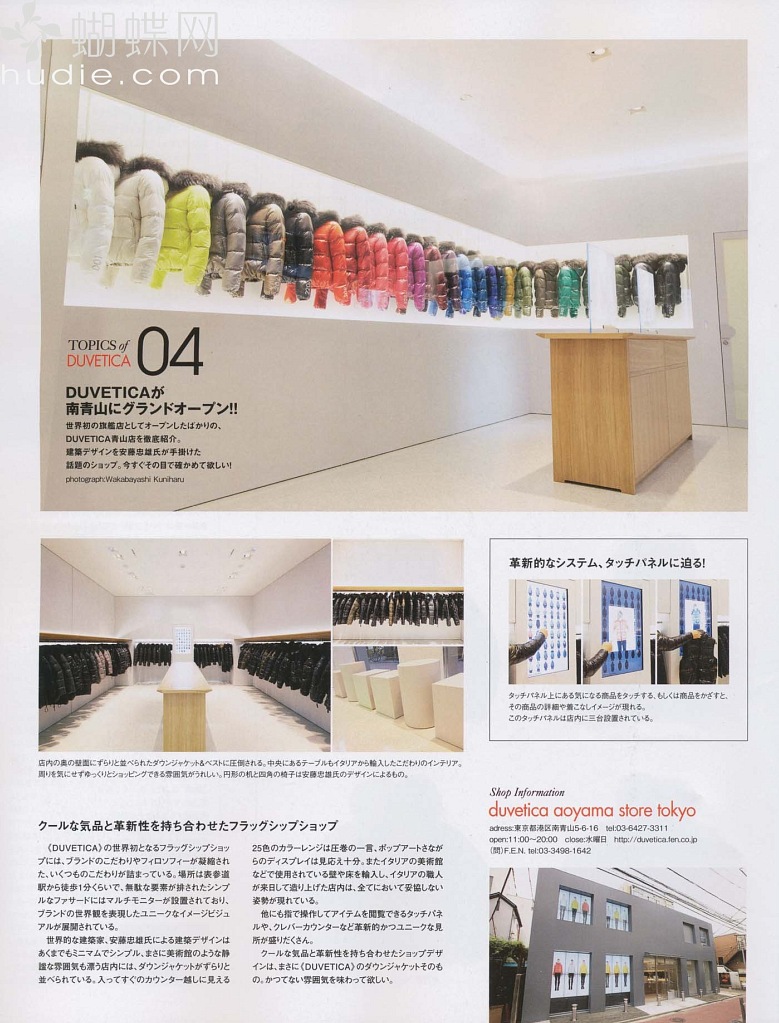 蝴蝶网
hudie.com
TOPICS of
DUVETICA
04
DUVETICAが
南青山にグランドオープン!!
世界初の旗艦店としてオープンしたばかりの、
DUVETICA青山店を徹底紹介。
建築デザインを安藤忠雄氏が手掛けた
話題のショップ。今すぐその目で確かめて欲しい!
photograph:Wakabayashi Kuniharu
革新的なシステム、タッチパネルに迫る!
タッチパネル上にある気になる商品をタッチする、もしくは商品をかざすと、
その商品の詳細や着こなしイメージが現れる。
このタッチパネルは店内に三台設置されている。
店内の奥の壁面にずらりと並べられたダウンジャケット&ベストに圧倒される。中央にあるテーブルもイタリアから輸入したこだわりのインテリア。
周りを気にせずゆっくりとショッピングできる雰囲気がうれしい。円形の机と四角の椅子は安藤忠雄氏のデザインによるもの。
クールな気品と革新性を持ち合わせたフラッグシップショップ
《DUVETICA》の世界初となるフラッグシップショッ
プには、ブランドのこだわりやフィロソフィーが凝縮され
た、いくつものこだわりが詰まっている。場所は表参道
駅から徒歩1分くらいで、無駄な要素が排されたシンプ
ルなファサードにはマルチモニターが設置されており、
ブランドの世界観を表現したユニークなイメージビジュ
アルが展開されている。
世界的な建築家、安藤忠雄氏による建築デザインは
あくまでもミニマムでシンプル、まさに美術館のような静
謐な雰囲気も漂う店内には、ダウンジャケットがずらりと
並べられている。入ってすぐのカウンター越しに見える
25色のカラーレンジは圧巻の一言、ポップアートさなが
らのディスプレイは見応え十分。またイタリアの美術館
などで使用されている壁や床を輸入し、イタリアの職人
が来日して造り上げた店内は、全てにおいて妥協しない
姿勢が現れている。
他にも指で操作してアイテムを閲覧できるタッチパネ
ルや、クレバーカウンターなど革新的かつユニークな見
所が盛りだくさん。
クールな気品と革新性を持ち合わせたショップデザ
インは、まさに《DUVETICA》のダウンジャケットそのも
の。かつてない雰囲気を味わって欲しい。
Shop Information
duvetica aoyama store tokyo
adress:東京都港区南青山5-6-16 tel:03-6427-3311
open:11:00〜20:00 close:水曜日 http://duvetica.fen.co.jp
(問)F.E.N. tel:03-3498-1642